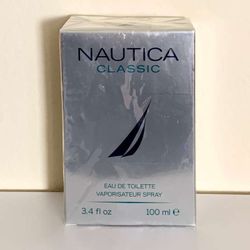 NAUTICA
CLASSIC
EAU DE TOILETTE
VAPORISATEUR SPRAY
3.4 fl oz 100 ml ℮